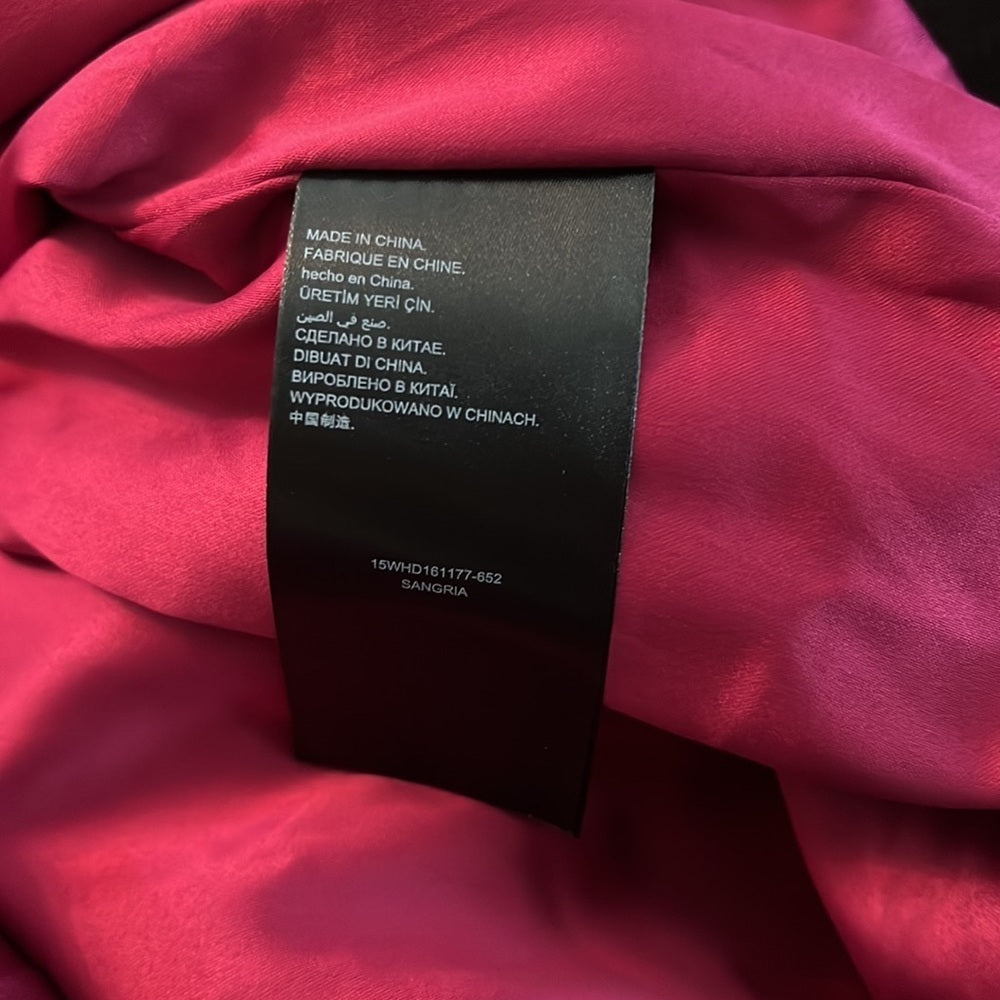 MADE IN CHINA.
FABRIQUE EN CHINE.
hecho en China.
ÜRETİM YERİ ÇİN.
صنع في الصين.
СДЕЛАНО В КИТАЕ.
DIBUAT DI CHINA.
ВИРОБЛЕНО В КИТАЇ.
WYPRODUKOWANO W CHINACH.
中国制造.
15WHD161177-652
SANGRIA